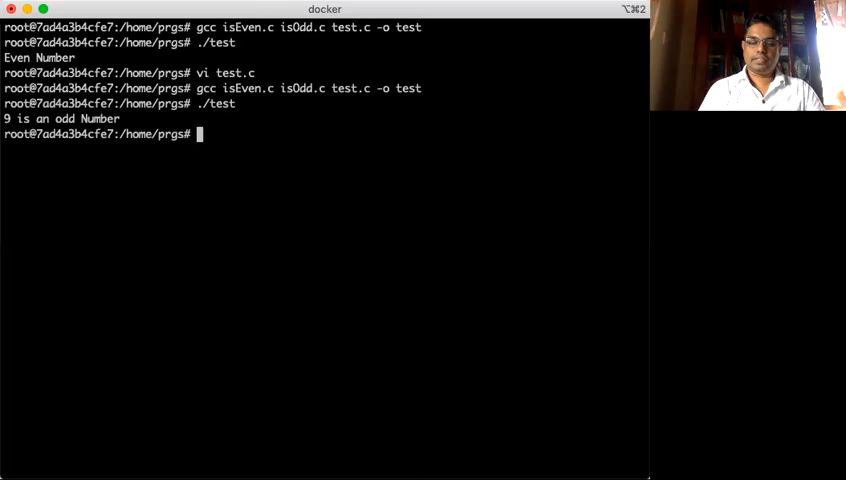 docker
⌥⌘2
root@7ad4a3b4cfe7:/home/prgs# gcc isEven.c isOdd.c test.c -o test
root@7ad4a3b4cfe7:/home/prgs# ./test
Even Number
root@7ad4a3b4cfe7:/home/prgs# vi test.c
root@7ad4a3b4cfe7:/home/prgs# gcc isEven.c isOdd.c test.c -o test
root@7ad4a3b4cfe7:/home/prgs# ./test
9 is an odd Number
root@7ad4a3b4cfe7:/home/prgs#